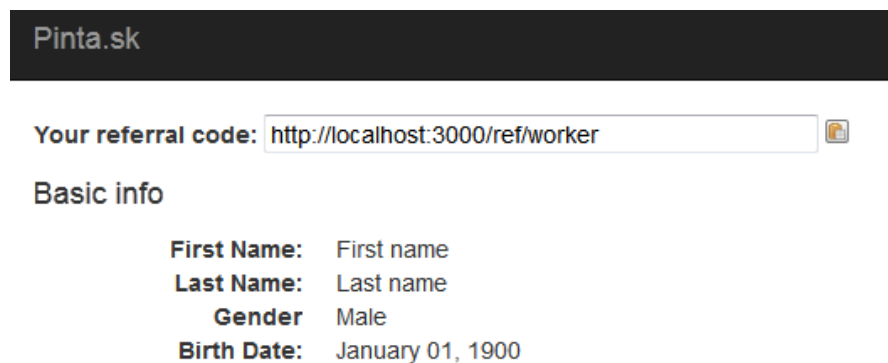 Pinta.sk
Your referral code: http://localhost:3000/ref/worker
Basic info
First Name: First name
Last Name: Last name
Gender Male
Birth Date: January 01, 1900